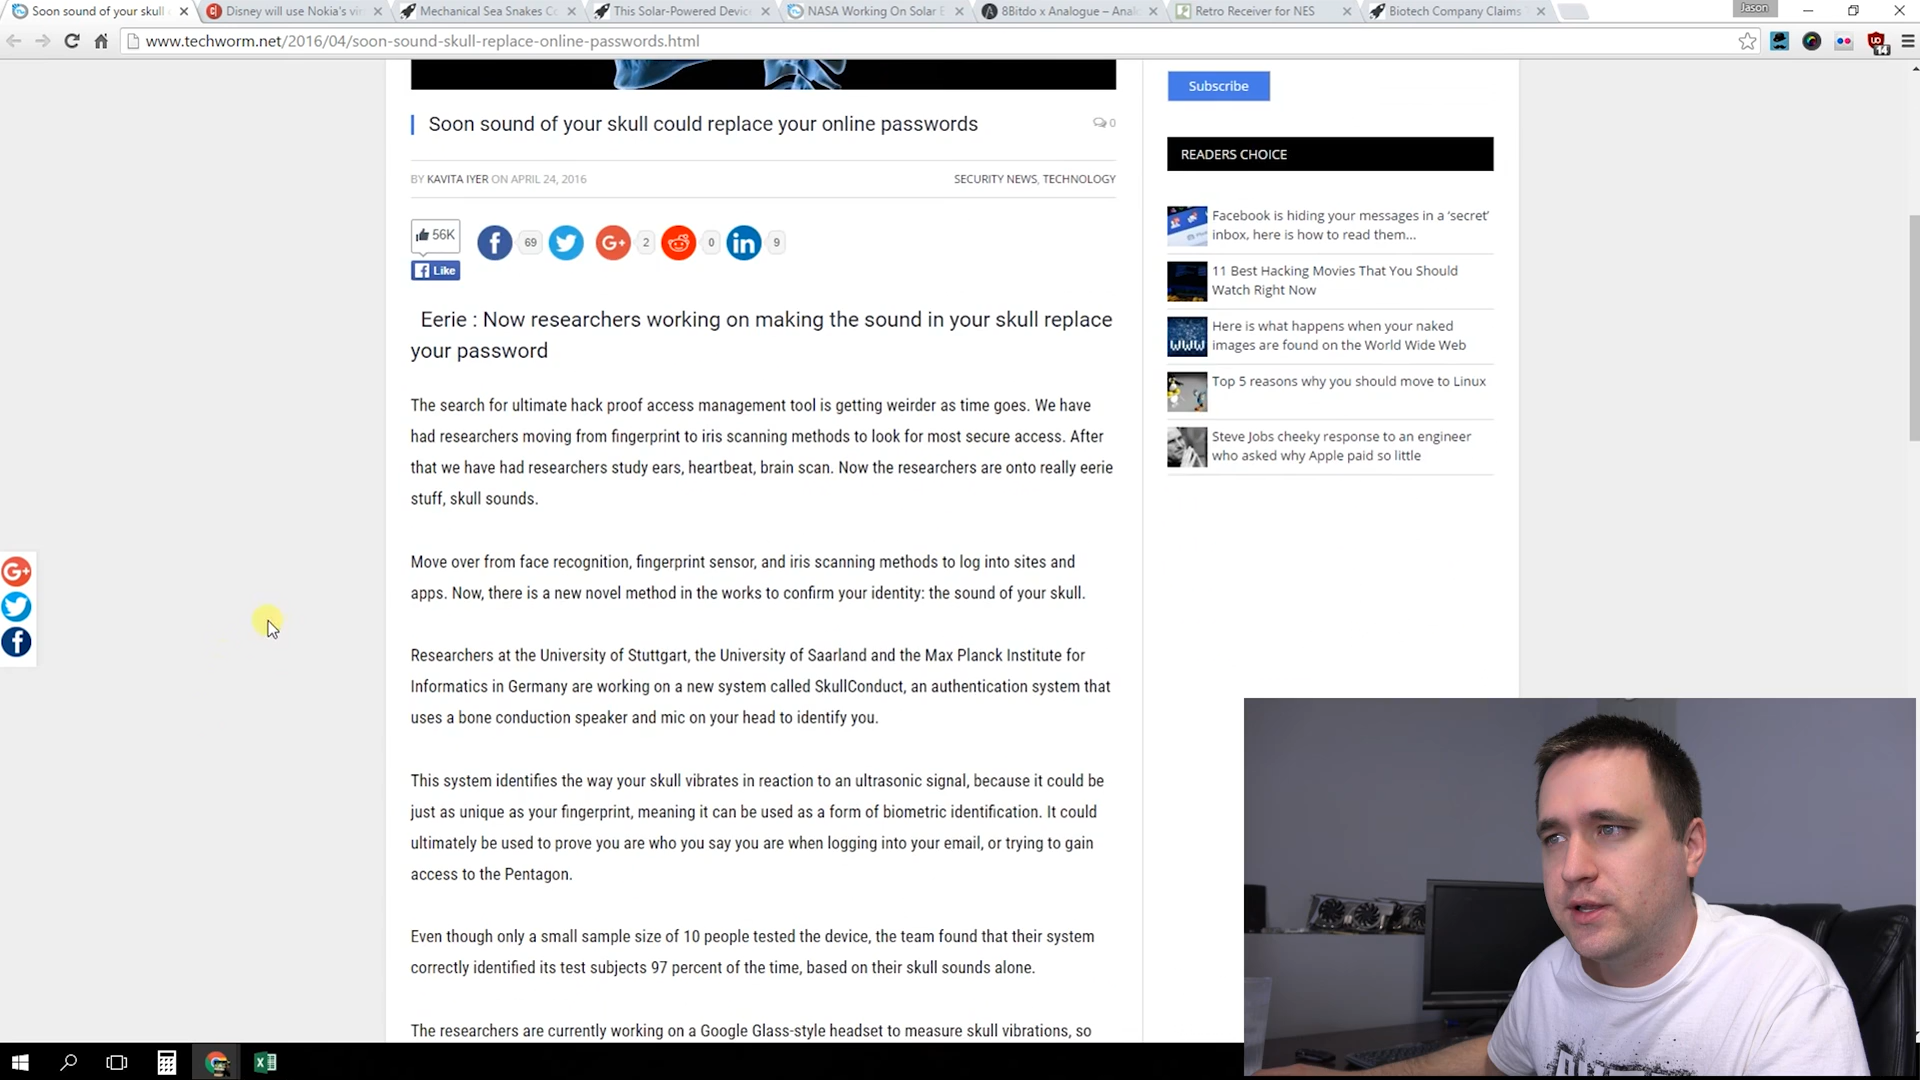 Soon sound of your skull
Disney will use Nokia's vir
Mechanical Sea Snakes Co
This Solar-Powered Devic
NASA Working On Solar E
8Bitdo x Analogue – Anal
Retro Receiver for NES
Biotech Company Claims
Jason
www.techworm.net/2016/04/soon-sound-skull-replace-online-passwords.html
14
Subscribe
Soon sound of your skull could replace your online passwords
0
BY KAVITA IYER ON APRIL 24, 2016
SECURITY NEWS, TECHNOLOGY
56K
Like
69
2
0
9
Eerie : Now researchers working on making the sound in your skull replace
your password
The search for ultimate hack proof access management tool is getting weirder as time goes. We have
had researchers moving from fingerprint to iris scanning methods to look for most secure access. After
that we have had researchers study ears, heartbeat, brain scan. Now the researchers are onto really eerie
stuff, skull sounds.
Move over from face recognition, fingerprint sensor, and iris scanning methods to log into sites and
apps. Now, there is a new novel method in the works to confirm your identity: the sound of your skull.
Researchers at the University of Stuttgart, the University of Saarland and the Max Planck Institute for
Informatics in Germany are working on a new system called SkullConduct, an authentication system that
uses a bone conduction speaker and mic on your head to identify you.
This system identifies the way your skull vibrates in reaction to an ultrasonic signal, because it could be
just as unique as your fingerprint, meaning it can be used as a form of biometric identification. It could
ultimately be used to prove you are who you say you are when logging into your email, or trying to gain
access to the Pentagon.
Even though only a small sample size of 10 people tested the device, the team found that their system
correctly identified its test subjects 97 percent of the time, based on their skull sounds alone.
The researchers are currently working on a Google Glass-style headset to measure skull vibrations, so
READERS CHOICE
Facebook is hiding your messages in a ‘secret’
inbox, here is how to read them...
11 Best Hacking Movies That You Should
Watch Right Now
Here is what happens when your naked
images are found on the World Wide Web
WWW
Top 5 reasons why you should move to Linux
Steve Jobs cheeky response to an engineer
who asked why Apple paid so little